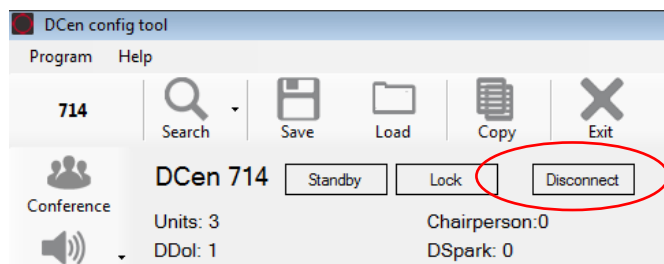 DCen config tool
Program Help
714
Search Save Load Copy Exit
Conference
DCen 714 Standby Lock Disconnect
Units: 3 Chairperson:0
DDol: 1 DSpark: 0